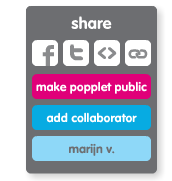 share
make popplet public
add collaborator
marijn v.